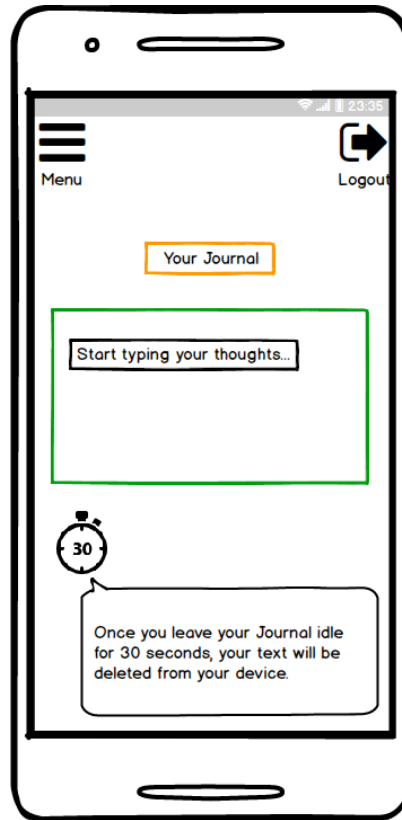 23:35
Menu
Logout
Your Journal
Start typing your thoughts...
30
Once you leave your Journal idle
for 30 seconds, your text will be
deleted from your device.